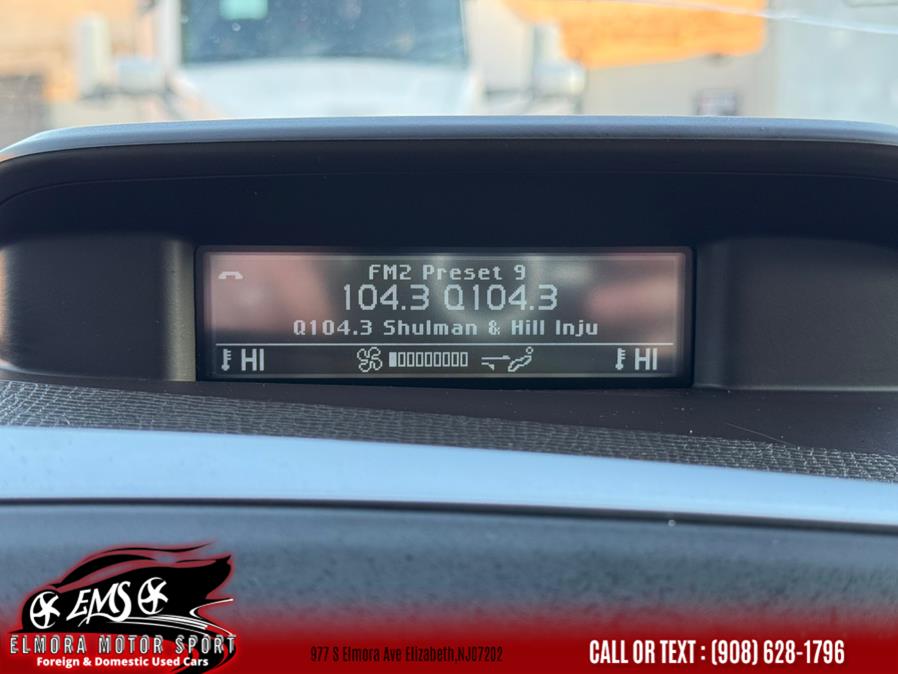 FM2 Preset 9
104.3 Q104.3
Q104.3 Shulman & Hill Inju
HI HI
EMS
ELMORA MOTOR SPORT
Foreign & Domestic Used Cars
977 S Elmora Ave Elizabeth,NJ07202
CALL OR TEXT : (908) 628-1796